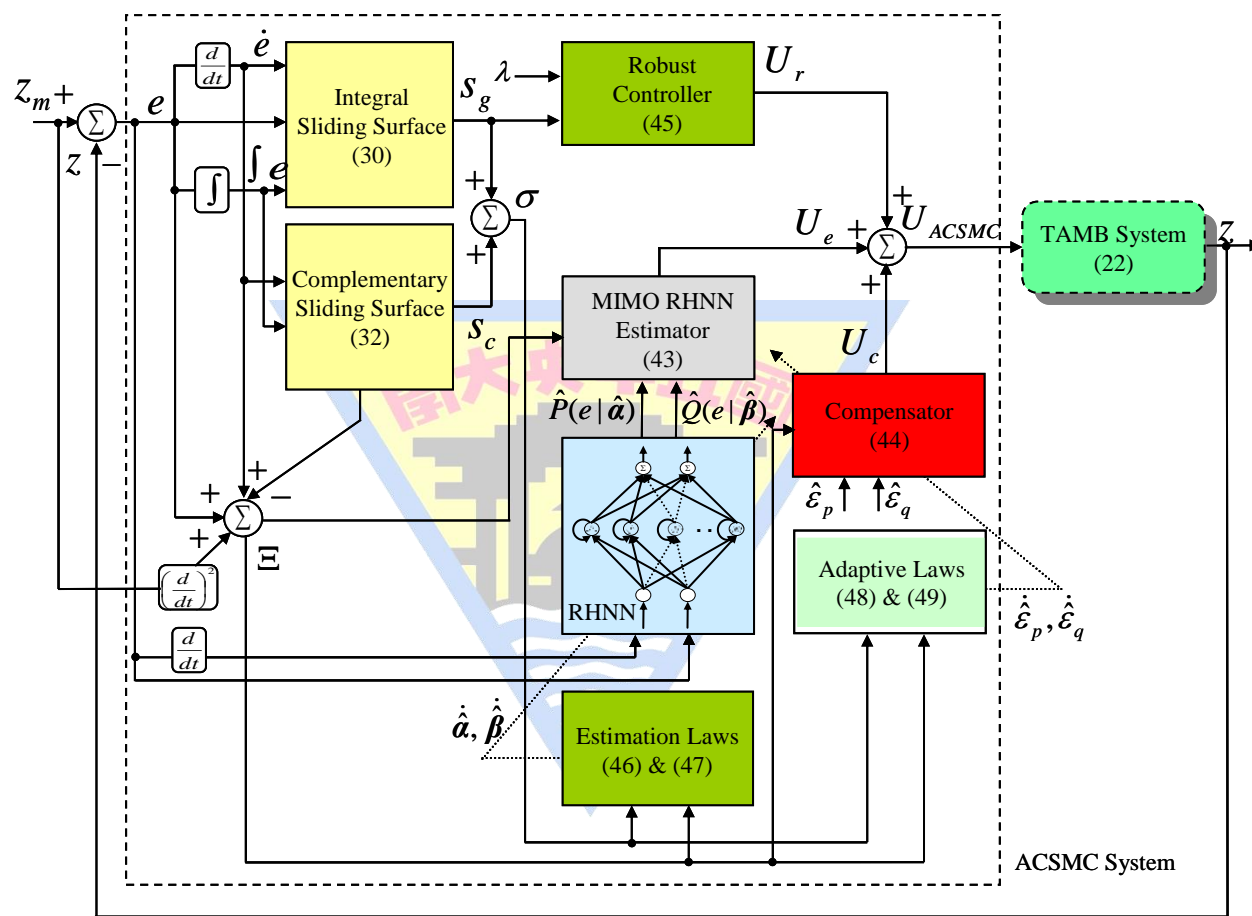 z_m +
z −
Σ
e
d/dt
ė
∫
∫ e
Integral
Sliding Surface
(30)
s_g
λ
Robust
Controller
(45)
U_r
Complementary
Sliding Surface
(32)
s_c
+
Σ
σ
+
MIMO RHNN
Estimator
(43)
U_e
+
+
Σ
+
U_ACSMC
TAMB System
(22)
z
U_c
Compensator
(44)
P̂(e | α̂)
Q̂(e | β̂)
ε̂_p
ε̂_q
Σ
Σ
RHNN
+
−
+
+
Σ
Ξ
(d/dt)²
d/dt
Adaptive Laws
(48) & (49)
ε̂̇_p, ε̂̇_q
α̂̇, β̂̇
Estimation Laws
(46) & (47)
ACSMC System